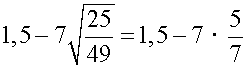 1,5 − 7√(25/49) = 1,5 − 7 · 5/7